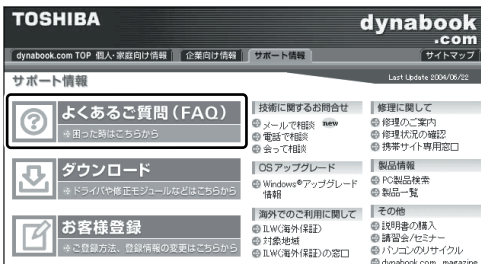 TOSHIBA
dynabook
.com
dynabook.com TOP 個人・家庭向け情報 企業向け情報 サポート情報 サイトマップ
サポート情報
Last Update 2004/06/22
よくあるご質問(FAQ)
困った時はこちらから
ダウンロード
ドライバや修正モジュールなどはこちらから
お客様登録
ご登録方法、登録情報の変更はこちらから
技術に関するお問合せ
メールで相談 new
電話で相談
会って相談
OSアップグレード
Windows®アップグレード
情報
海外でのご利用に関して
ILW(海外保証)
対象地域
ILW(海外保証)の窓口
修理に関して
修理のご案内
修理状況の確認
携帯サイト専用窓口
製品情報
PC製品検索
製品一覧
その他
説明書の購入
講習会/セミナー
パソコンのリサイクル
dynabook.com magazine